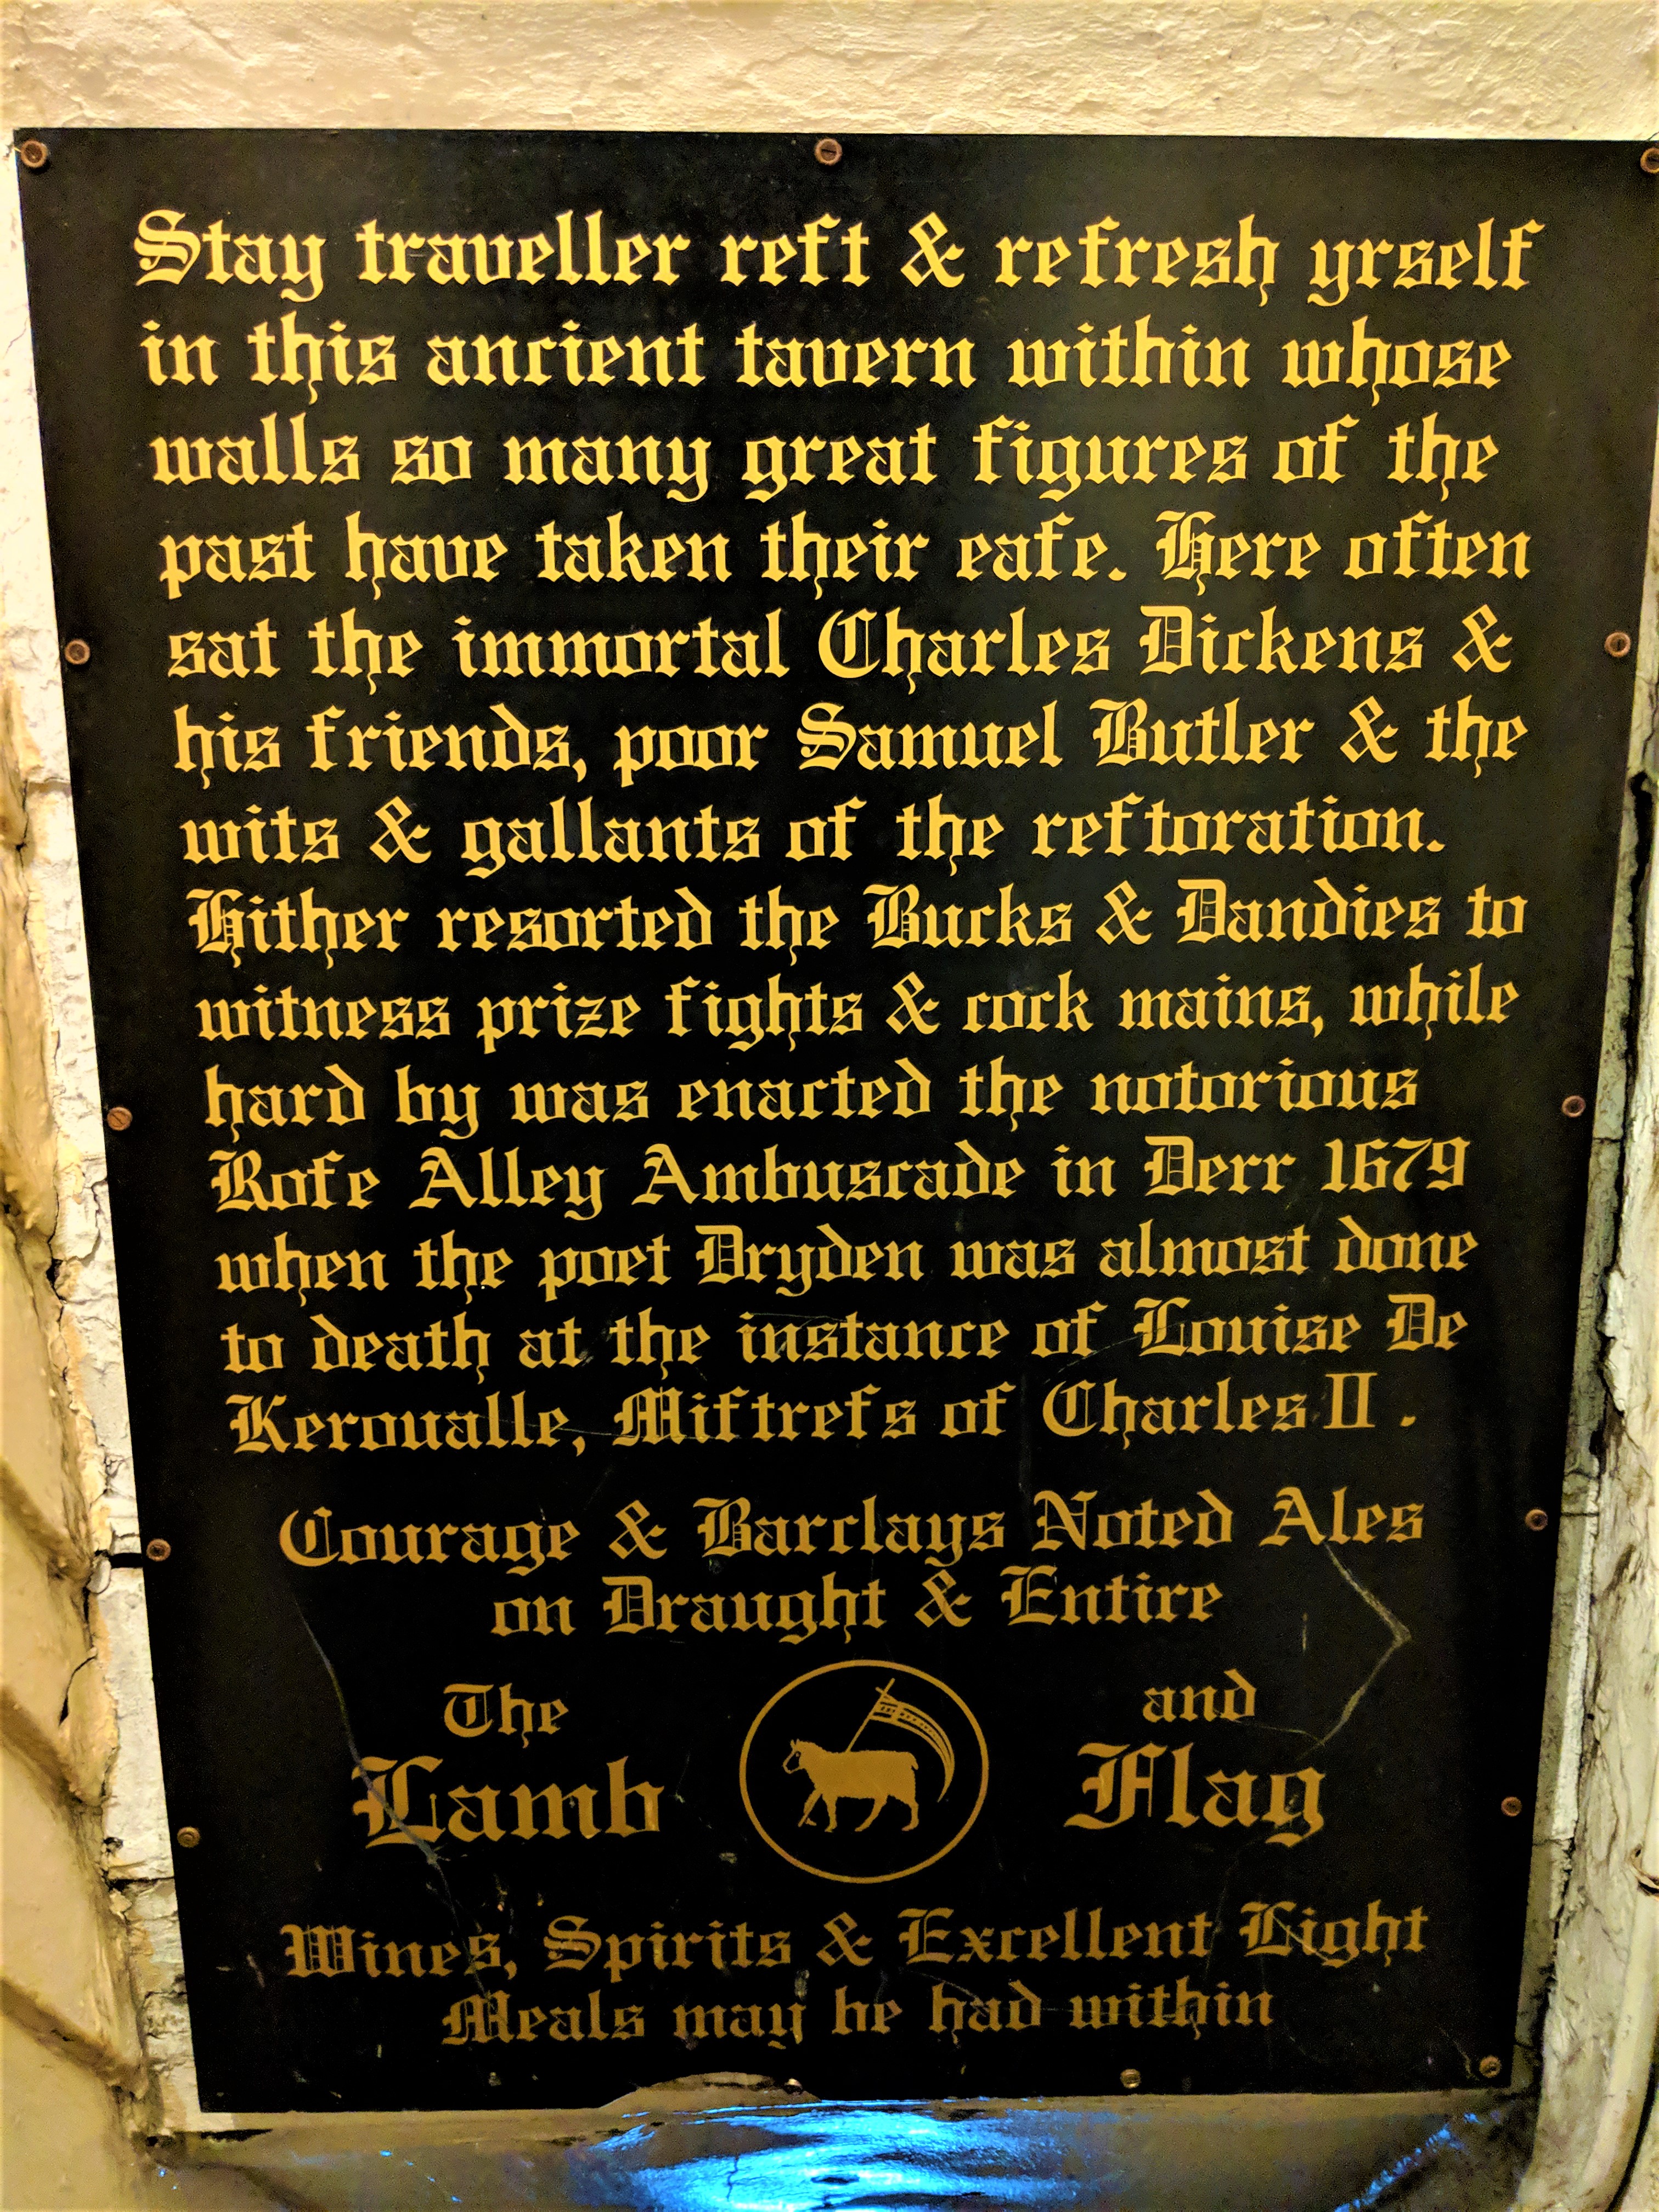 Stay traveller reft & refresh yrself
in this ancient tavern within whose
walls so many great figures of the
past have taken their eafe. Here often
sat the immortal Charles Dickens &
his friends, poor Samuel Butler & the
wits & gallants of the reftoration.
Hither resorted the Bucks & Dandies to
witness prize fights & cock mains, while
hard by was enacted the notorious
Rofe Alley Ambuscade in Decr 1679
when the poet Dryden was almost done
to death at the instance of Louise De
Keroualle, Miftrefs of Charles II .
Courage & Barclays Noted Ales
on Draught & Entire
The Lamb and Flag
Wines, Spirits & Excellent Light
Meals may be had within